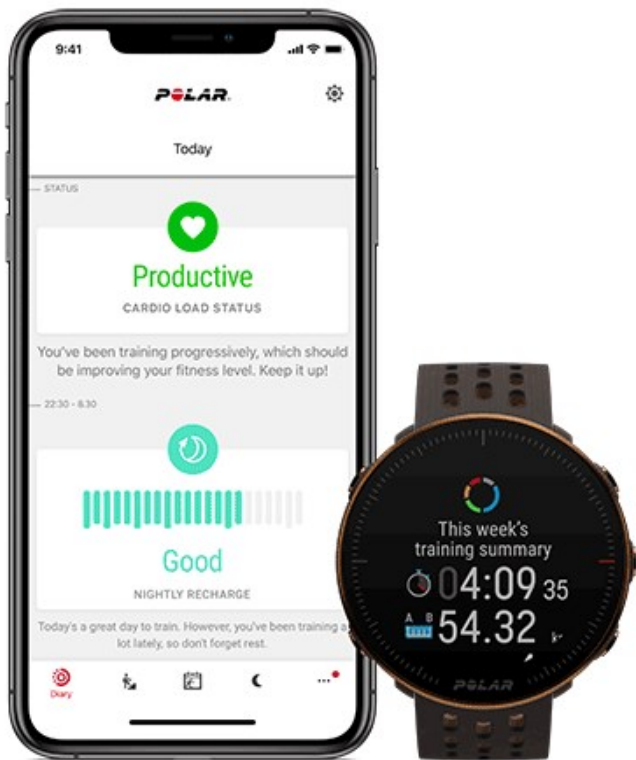 9:41
POLAR
Today
STATUS
Productive
CARDIO LOAD STATUS
You've been training progressively, which should
be improving your fitness level. Keep it up!
22:30 - 8.30
Good
NIGHTLY RECHARGE
Today's a great day to train. However, you've been training a
lot lately, so don't forget rest.
Diary
This week's
training summary
04:09 35
A B
54.32
POLAR